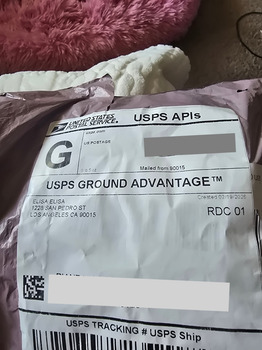 UNITED STATES
POSTAL SERVICE®
USPS APIs
G
US POSTAGE
Mailed from 90015
USPS GROUND ADVANTAGE™
ELISA ELISA
1225 SAN PEDRO ST
LOS ANGELES CA 90015
RDC 01
USPS TRACKING # USPS Ship